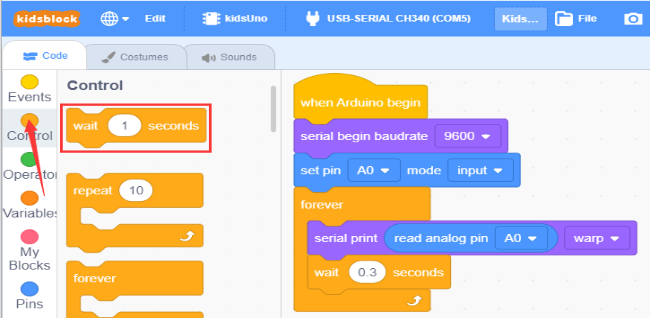 kidsblock Edit kidsUno USB-SERIAL CH340 (COM5) Kids... File
Code Costumes Sounds
Events
Control
Operator
Variables
My
Blocks
Pins
Control
wait 1 seconds
repeat 10
forever
when Arduino begin
serial begin baudrate 9600
set pin A0 mode input
forever
serial print read analog pin A0 warp
wait 0.3 seconds